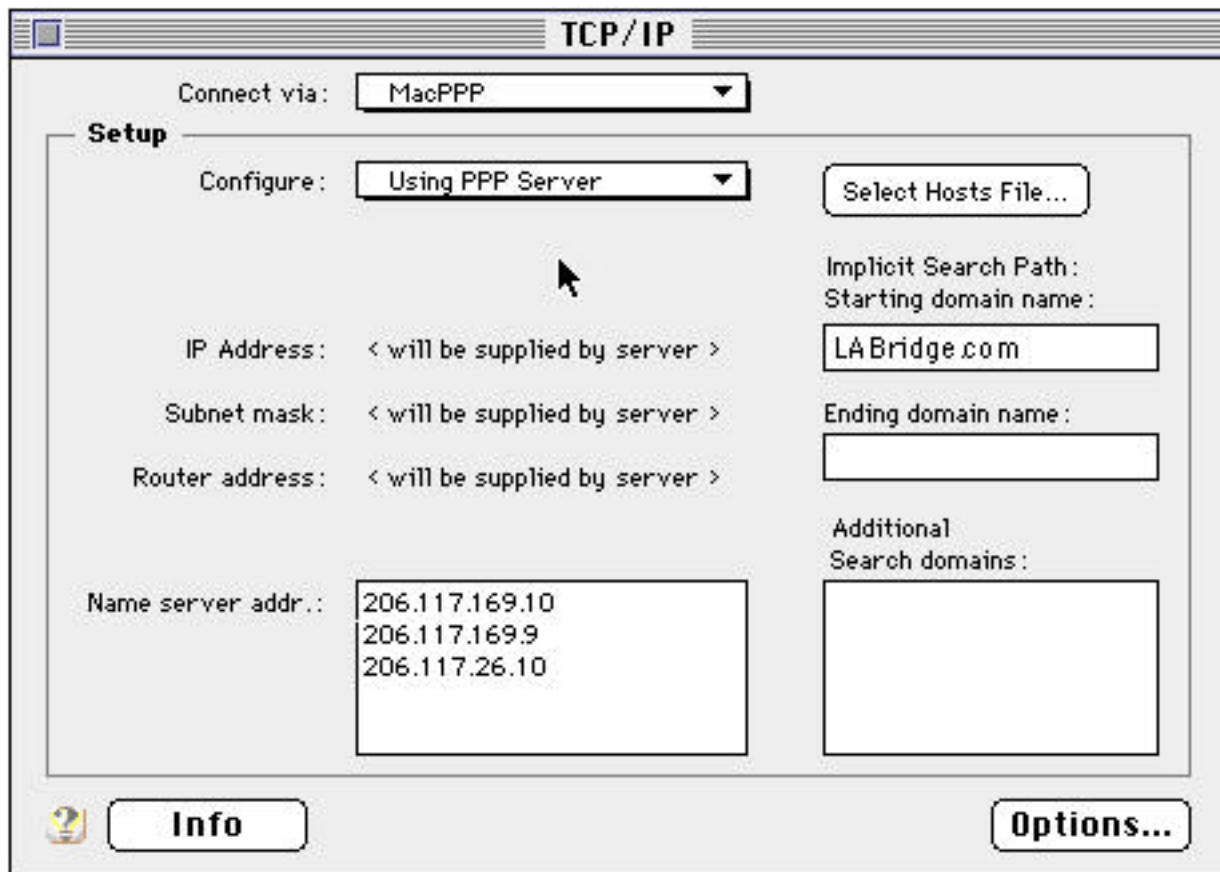 TCP/IP
Connect via: MacPPP
Setup
Configure: Using PPP Server
Select Hosts File...
Implicit Search Path:
Starting domain name:
LABridge.com
IP Address: < will be supplied by server >
Subnet mask: < will be supplied by server >
Ending domain name:
Router address: < will be supplied by server >
Additional
Search domains:
Name server addr.: 206.117.169.10
206.117.169.9
206.117.26.10
?
Info
Options...